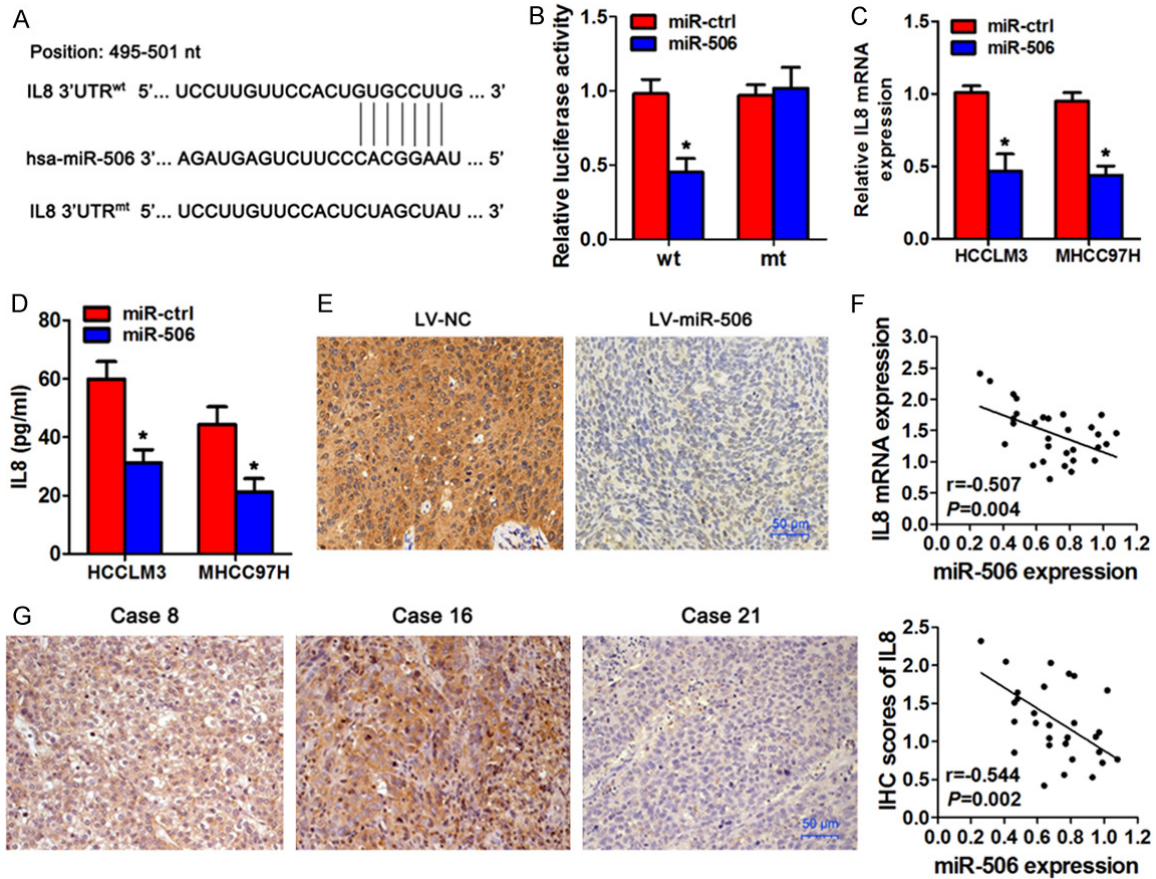 A
Position: 495-501 nt
IL8 3'UTRwt 5'... UCCUUGUUCCACUGUGCCUUG ... 3'
hsa-miR-506 3'... AGAUGAGUCUUCCCACGGAAU ... 5'
IL8 3'UTRmt 5'... UCCUUGUUCCACUCUAGCUAU ... 3'
B
miR-ctrl
miR-506
Relative luciferase activity
1.5
1.0
0.5
0.0
*
wt
mt
C
miR-ctrl
miR-506
Relative IL8 mRNA
expression
1.5
1.0
0.5
0.0
*
*
HCCLM3
MHCC97H
D
miR-ctrl
miR-506
IL8 (pg/ml)
80
60
40
20
0
*
*
HCCLM3
MHCC97H
E
LV-NC
LV-miR-506
50 μm
F
IL8 mRNA expression
3.0
2.5
2.0
1.5
1.0
0.5
0.0
r=-0.507
P=0.004
0.0 0.2 0.4 0.6 0.8 1.0 1.2
miR-506 expression
G
Case 8
Case 16
Case 21
50 μm
IHC scores of IL8
2.5
2.0
1.5
1.0
0.5
0.0
r=-0.544
P=0.002
0.0 0.2 0.4 0.6 0.8 1.0 1.2
miR-506 expression